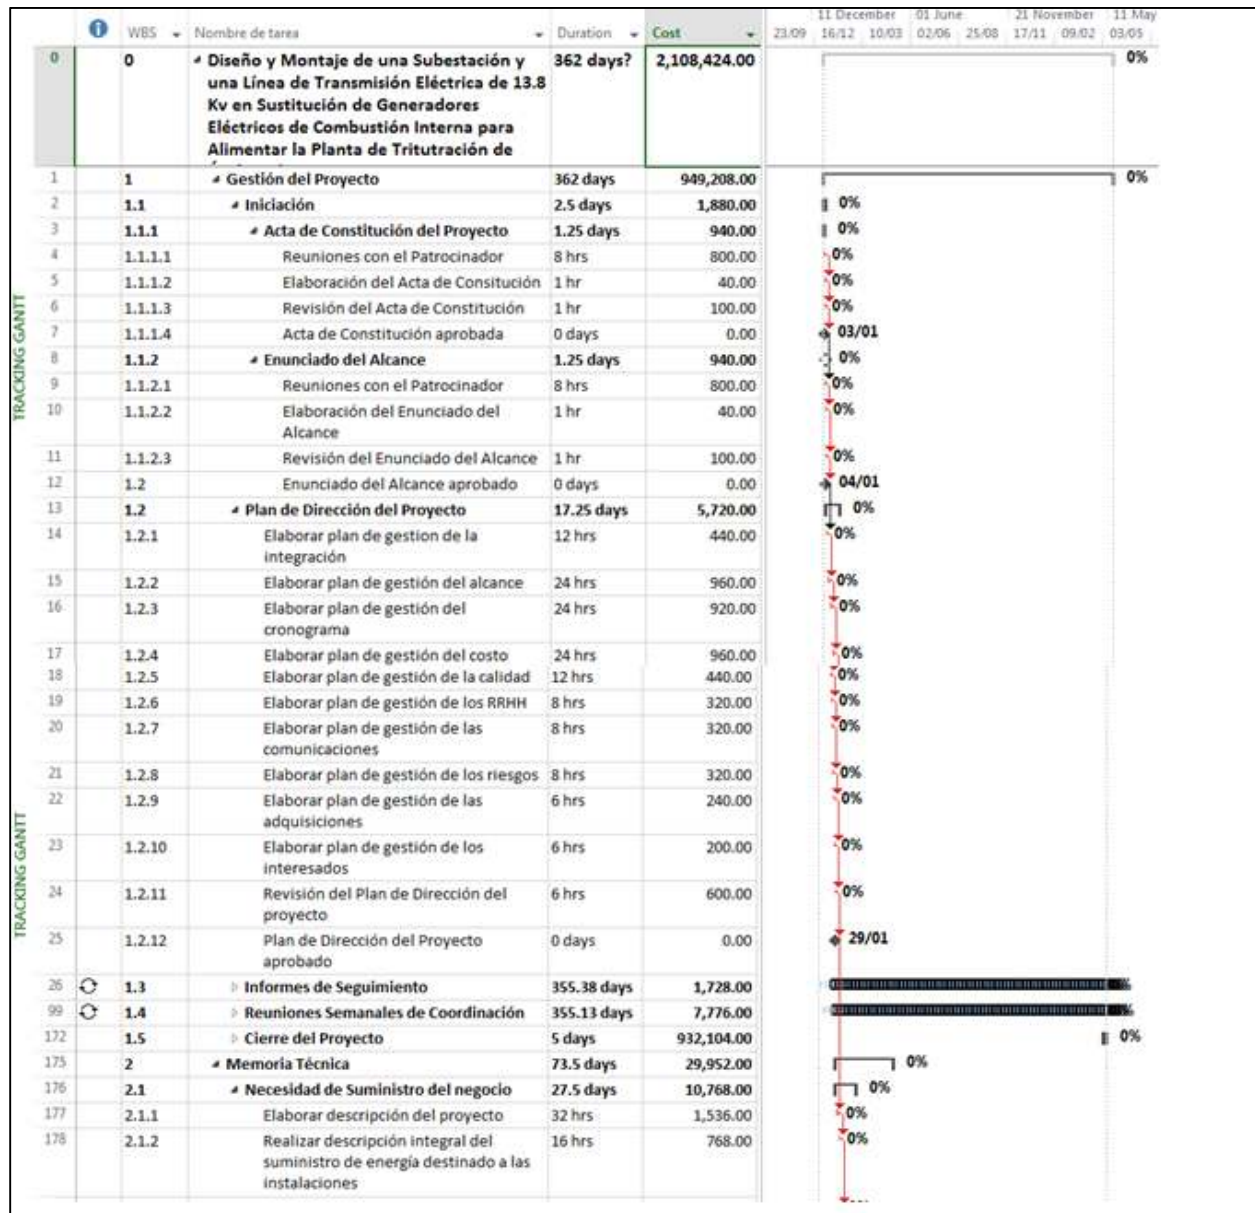 11 December 01 June 21 November 11 May
WBS Nombre de tarea Duration Cost 23/09 16/12 10/03 02/06 25/08 17/11 09/02 03/05
0 0 Diseño y Montaje de una Subestación y 362 days? 2,108,424.00 0%
una Línea de Transmisión Eléctrica de 13.8
Kv en Sustitución de Generadores
Eléctricos de Combustión Interna para
Alimentar la Planta de Tritutración de
1 1 Gestión del Proyecto 362 days 949,208.00 0%
2 1.1 Iniciación 2.5 days 1,880.00 0%
3 1.1.1 Acta de Constitución del Proyecto 1.25 days 940.00 0%
4 1.1.1.1 Reuniones con el Patrocinador 8 hrs 800.00 0%
5 1.1.1.2 Elaboración del Acta de Consitución 1 hr 40.00 0%
6 1.1.1.3 Revisión del Acta de Constitución 1 hr 100.00 0%
7 1.1.1.4 Acta de Constitución aprobada 0 days 0.00 03/01
8 1.1.2 Enunciado del Alcance 1.25 days 940.00 0%
TRACKING GANTT
9 1.1.2.1 Reuniones con el Patrocinador 8 hrs 800.00 0%
10 1.1.2.2 Elaboración del Enunciado del 1 hr 40.00 0%
Alcance
11 1.1.2.3 Revisión del Enunciado del Alcance 1 hr 100.00 0%
12 1.2 Enunciado del Alcance aprobado 0 days 0.00 04/01
13 1.2 Plan de Dirección del Proyecto 17.25 days 5,720.00 0%
14 1.2.1 Elaborar plan de gestion de la 12 hrs 440.00 0%
integración
15 1.2.2 Elaborar plan de gestión del alcance 24 hrs 960.00 0%
16 1.2.3 Elaborar plan de gestión del 24 hrs 920.00 0%
cronograma
17 1.2.4 Elaborar plan de gestión del costo 24 hrs 960.00 0%
18 1.2.5 Elaborar plan de gestión de la calidad 12 hrs 440.00 0%
19 1.2.6 Elaborar plan de gestión de los RRHH 8 hrs 320.00 0%
20 1.2.7 Elaborar plan de gestión de las 8 hrs 320.00 0%
comunicaciones
21 1.2.8 Elaborar plan de gestión de los riesgos 8 hrs 320.00 0%
22 1.2.9 Elaborar plan de gestión de las 6 hrs 240.00 0%
adquisiciones
23 1.2.10 Elaborar plan de gestión de los 6 hrs 200.00 0%
interesados
TRACKING GANTT
24 1.2.11 Revisión del Plan de Dirección del 6 hrs 600.00 0%
proyecto
25 1.2.12 Plan de Dirección del Proyecto 0 days 0.00 29/01
aprobado
26 1.3 Informes de Seguimiento 355.38 days 1,728.00
99 1.4 Reuniones Semanales de Coordinación 355.13 days 7,776.00
172 1.5 Cierre del Proyecto 5 days 932,104.00 0%
175 2 Memoria Técnica 73.5 days 29,952.00 0%
176 2.1 Necesidad de Suministro del negocio 27.5 days 10,768.00 0%
177 2.1.1 Elaborar descripción del proyecto 32 hrs 1,536.00 0%
178 2.1.2 Realizar descripción integral del 16 hrs 768.00 0%
suministro de energía destinado a las
instalaciones